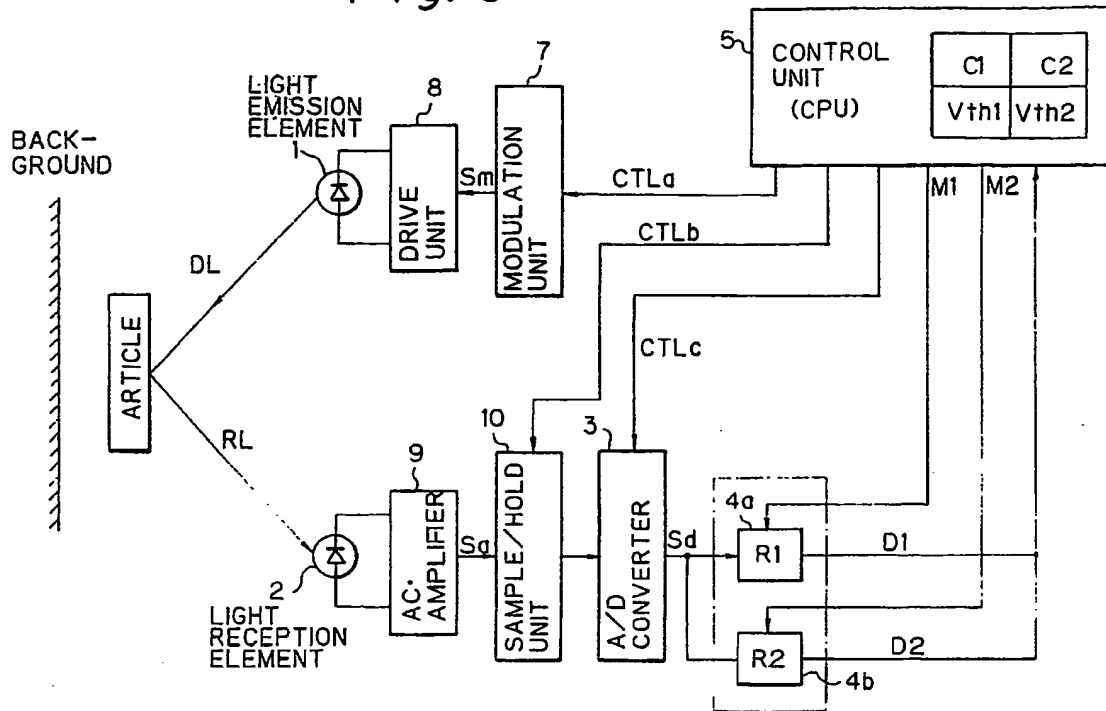 5
CONTROL
UNIT
(CPU)
C1
C2
Vth1
Vth2
7
8
LIGHT
EMISSION
ELEMENT
1
BACK-
GROUND
DRIVE
UNIT
Sm
MODULATION
UNIT
CTLa
CTLb
CTLc
M1
M2
DL
ARTICLE
RL
2
LIGHT
RECEPTION
ELEMENT
9
AC·
AMPLIFIER
Sa
10
SAMPLE/HOLD
UNIT
3
A/D
CONVERTER
Sd
4a
R1
D1
R2
D2
4b